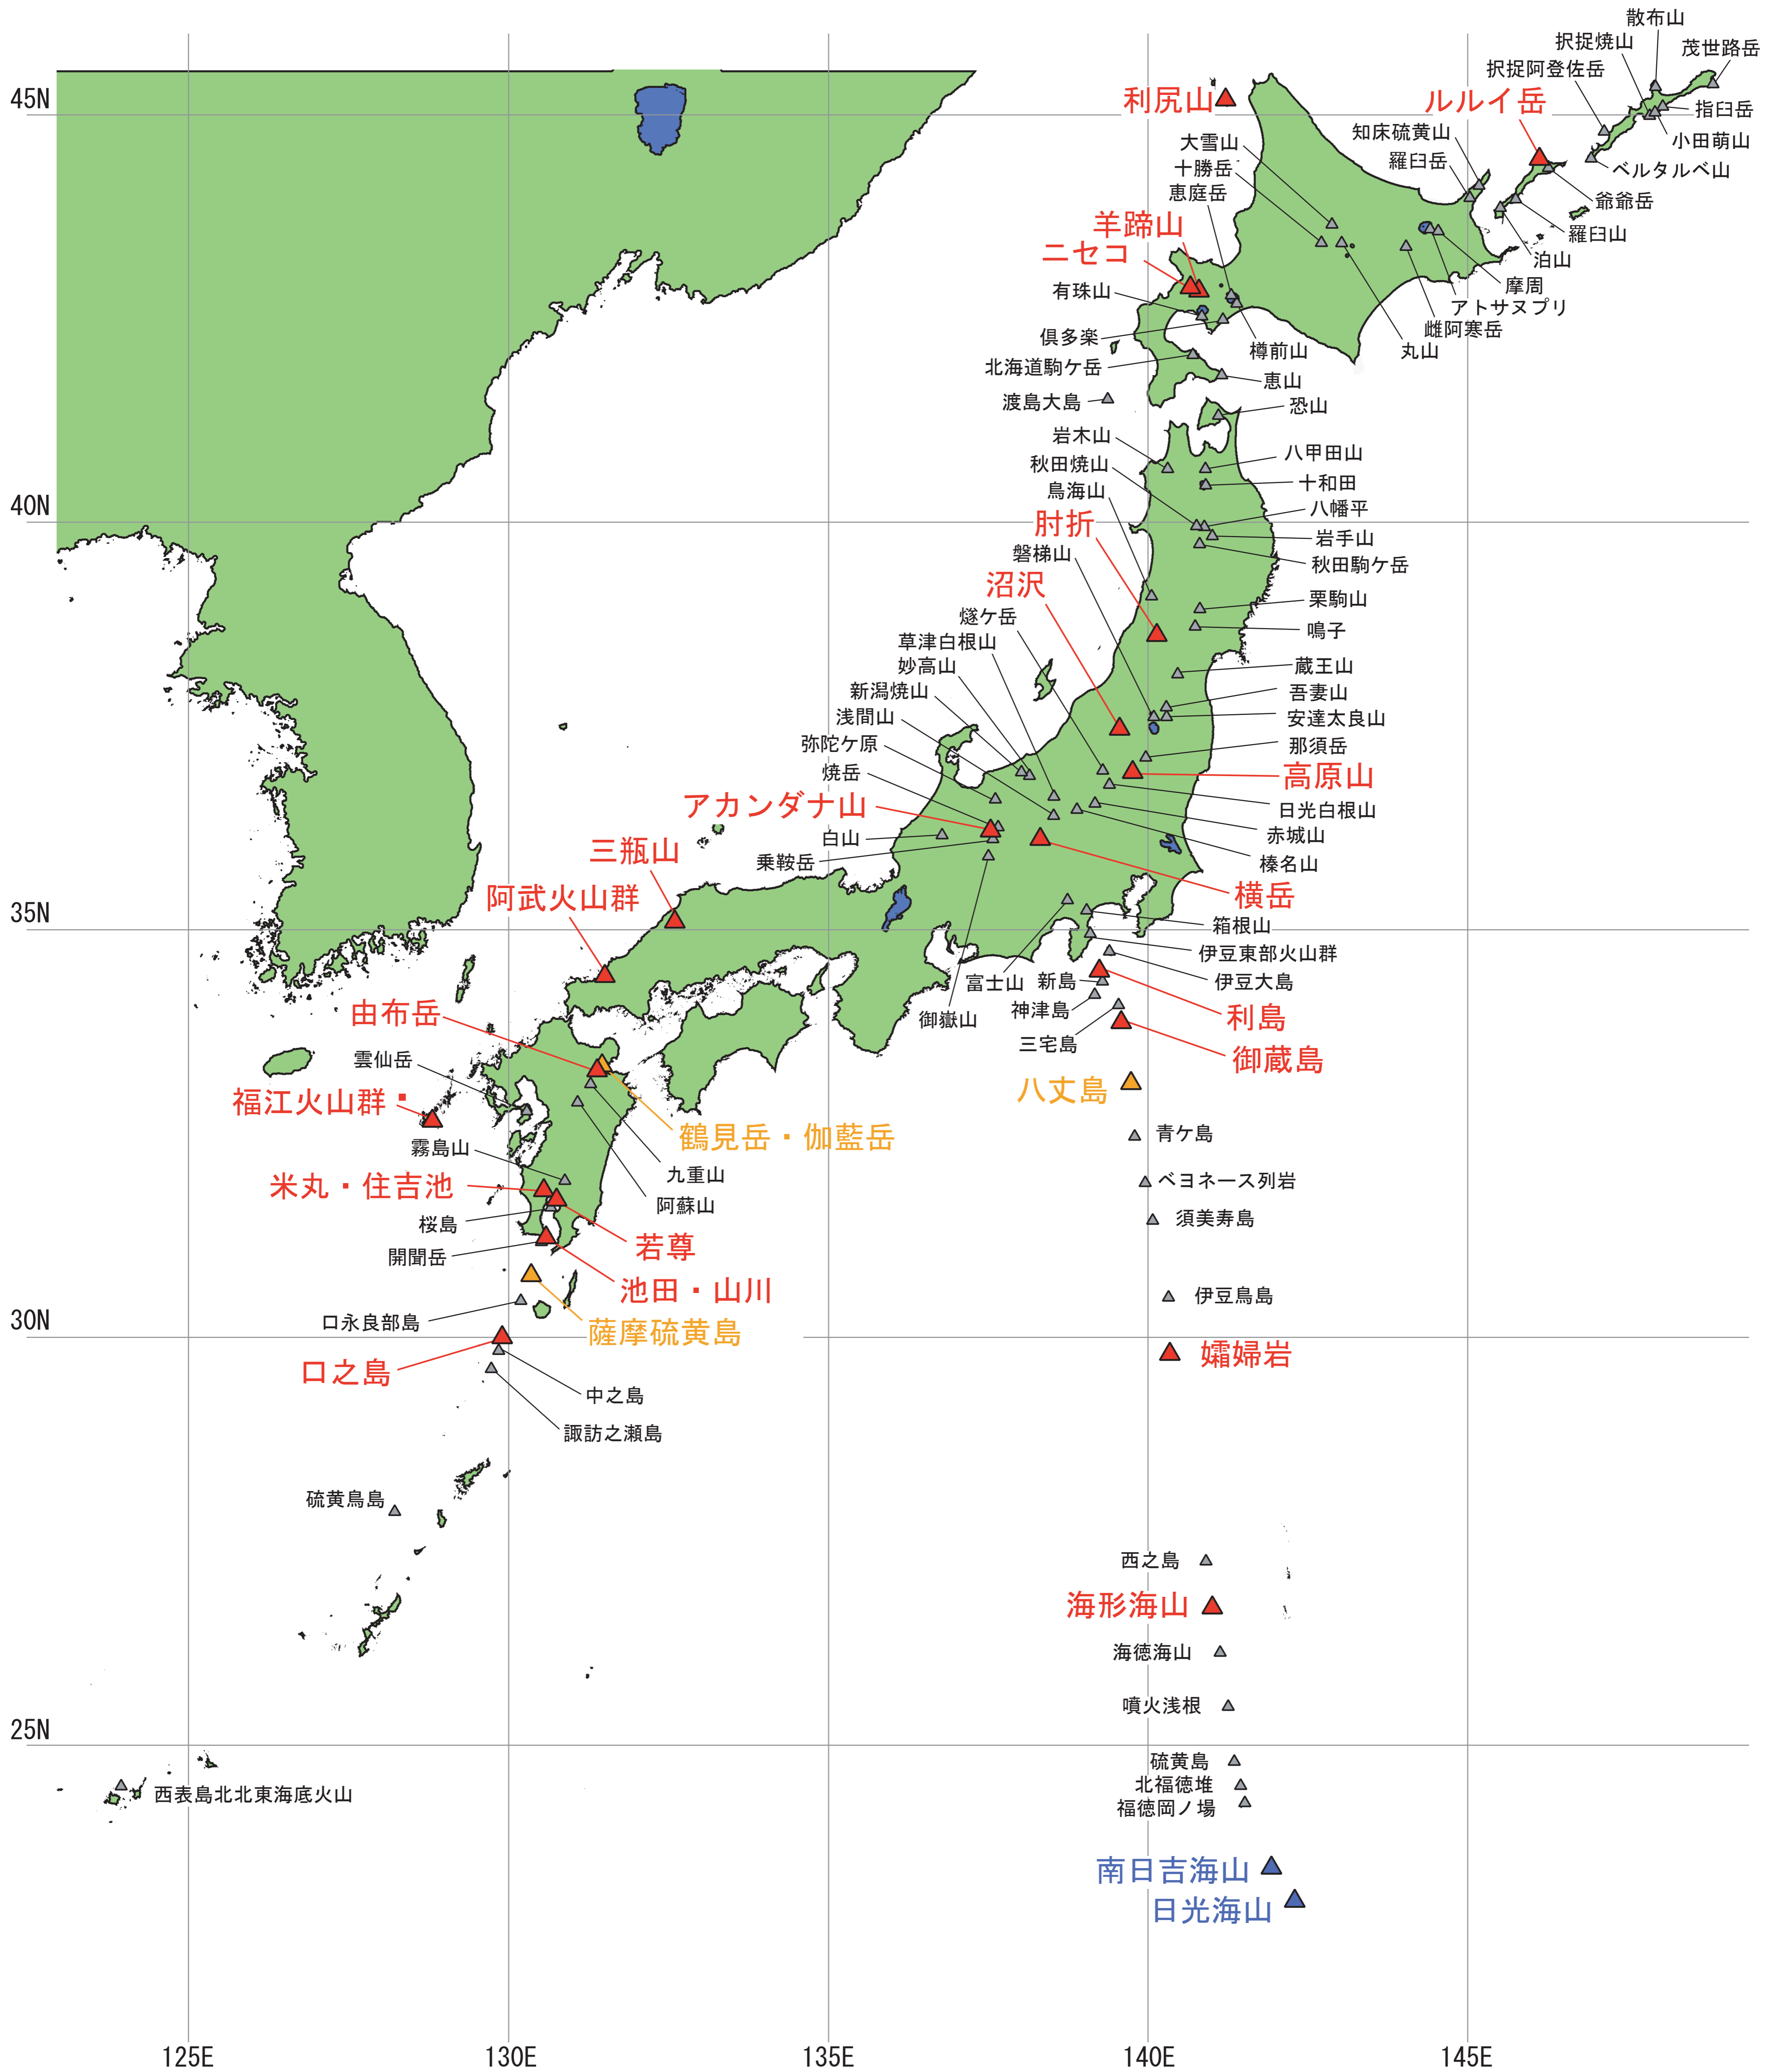 散布山
択捉焼山
茂世路岳
択捉阿登佐岳
45N
利尻山
ルルイ岳
指臼岳
知床硫黄山
小田萌山
大雪山
羅臼岳
ベルタルベ山
十勝岳
恵庭岳
爺爺岳
羊蹄山
羅臼山
ニセコ
泊山
有珠山
摩周
アトサヌプリ
倶多楽
雌阿寒岳
樽前山
丸山
北海道駒ケ岳
恵山
渡島大島
恐山
岩木山
八甲田山
秋田焼山
十和田
鳥海山
40N
八幡平
肘折
岩手山
磐梯山
秋田駒ケ岳
沼沢
栗駒山
燧ケ岳
鳴子
草津白根山
妙高山
蔵王山
新潟焼山
吾妻山
浅間山
安達太良山
弥陀ケ原
那須岳
焼岳
高原山
アカンダナ山
日光白根山
白山
赤城山
三瓶山
乗鞍岳
榛名山
阿武火山群
横岳
35N
箱根山
伊豆東部火山群
富士山
新島
伊豆大島
由布岳
神津島
利島
御嶽山
三宅島
雲仙岳
御蔵島
福江火山群・
八丈島
鶴見岳・伽藍岳
青ケ島
霧島山
九重山
米丸・住吉池
ベヨネース列岩
阿蘇山
桜島
須美寿島
若尊
開聞岳
池田・山川
伊豆鳥島
30N
口永良部島
薩摩硫黄島
孀婦岩
口之島
中之島
諏訪之瀬島
硫黄鳥島
西之島
海形海山
海徳海山
噴火浅根
25N
硫黄島
北福徳堆
西表島北北東海底火山
福徳岡ノ場
南日吉海山
日光海山
125E
130E
135E
140E
145E